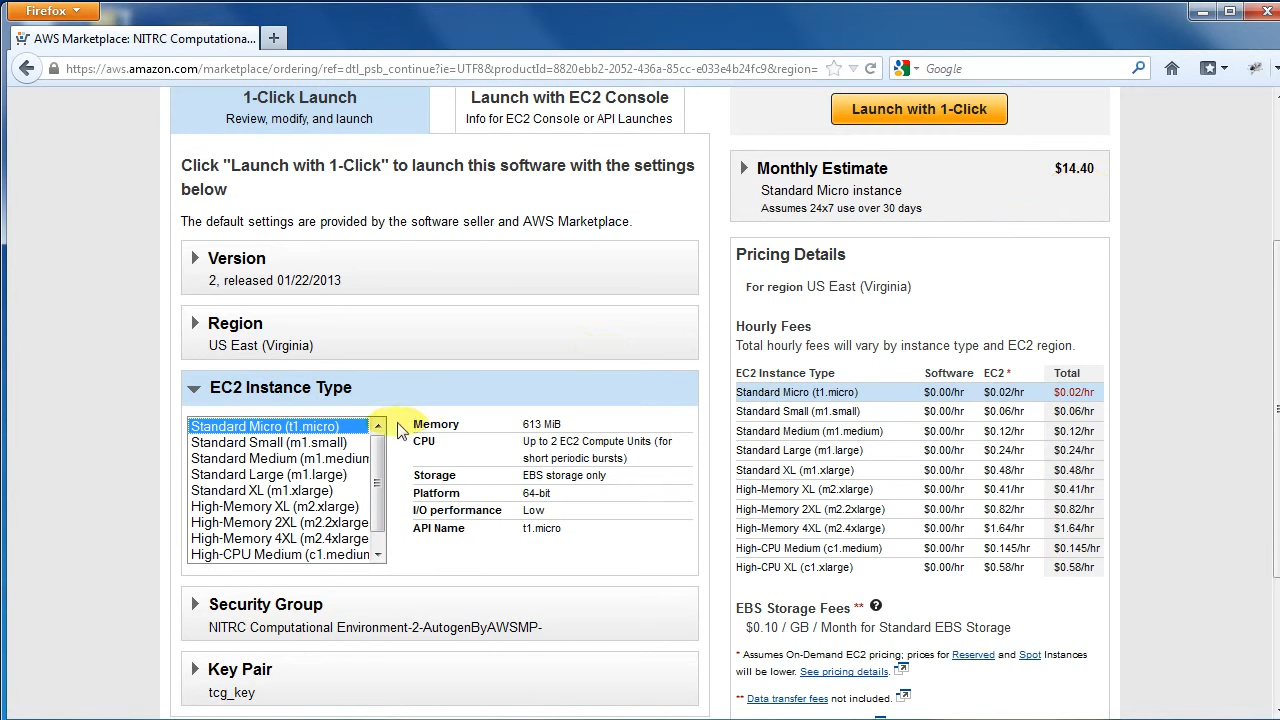 Firefox
AWS Marketplace: NITRC Computationa...
https://aws.amazon.com/marketplace/ordering/ref=dtl_psb_continue?ie=UTF8&productId=8820ebb2-2052-436a-85cc-e033e4b24fc9&region=
Google
1-Click Launch
Review, modify, and launch
Launch with EC2 Console
Info for EC2 Console or API Launches
Click "Launch with 1-Click" to launch this software with the settings
below
The default settings are provided by the software seller and AWS Marketplace.
Version
2, released 01/22/2013
Region
US East (Virginia)
EC2 Instance Type
Standard Micro (t1.micro)
Standard Small (m1.small)
Standard Medium (m1.medium
Standard Large (m1.large)
Standard XL (m1.xlarge)
High-Memory XL (m2.xlarge)
High-Memory 2XL (m2.2xlarge
High-Memory 4XL (m2.4xlarge
High-CPU Medium (c1.medium
Memory 613 MiB
CPU Up to 2 EC2 Compute Units (for
short periodic bursts)
Storage EBS storage only
Platform 64-bit
I/O performance Low
API Name t1.micro
Security Group
NITRC Computational Environment-2-AutogenByAWSMP-
Key Pair
tcg_key
Launch with 1-Click
Monthly Estimate $14.40
Standard Micro instance
Assumes 24x7 use over 30 days
Pricing Details
For region US East (Virginia)
Hourly Fees
Total hourly fees will vary by instance type and EC2 region.
EC2 Instance Type Software EC2 * Total
Standard Micro (t1.micro) $0.00/hr $0.02/hr $0.02/hr
Standard Small (m1.small) $0.00/hr $0.06/hr $0.06/hr
Standard Medium (m1.medium) $0.00/hr $0.12/hr $0.12/hr
Standard Large (m1.large) $0.00/hr $0.24/hr $0.24/hr
Standard XL (m1.xlarge) $0.00/hr $0.48/hr $0.48/hr
High-Memory XL (m2.xlarge) $0.00/hr $0.41/hr $0.41/hr
High-Memory 2XL (m2.2xlarge) $0.00/hr $0.82/hr $0.82/hr
High-Memory 4XL (m2.4xlarge) $0.00/hr $1.64/hr $1.64/hr
High-CPU Medium (c1.medium) $0.00/hr $0.145/hr $0.145/hr
High-CPU XL (c1.xlarge) $0.00/hr $0.58/hr $0.58/hr
EBS Storage Fees **
$0.10 / GB / Month for Standard EBS Storage
* Assumes On-Demand EC2 pricing; prices for Reserved and Spot Instances
will be lower. See pricing details.
** Data transfer fees not included.